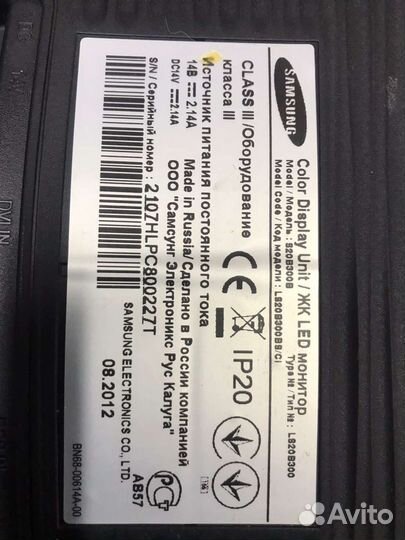 SAMSUNG
Color Display Unit / ЖК LED монитор
Model / Модель : S20B300B
Type № / Тип № : LS20B300
Model Code / Код модели : LS20B300BS/CI
CLASS III /Оборудование
класса III
IP20
Источник питания постоянного тока
14В 2.14А
DC14V 2.14A
Made in Russia/Сделано в России компанией
ООО "Самсунг Электроникс Рус Калуга"
S/N / Серийный номер : 2107HLPC800227T
SAMSUNG ELECTRONICS CO., LTD.
08.2012
АВ57
BN68-00614A-00
DVI IN
Avito